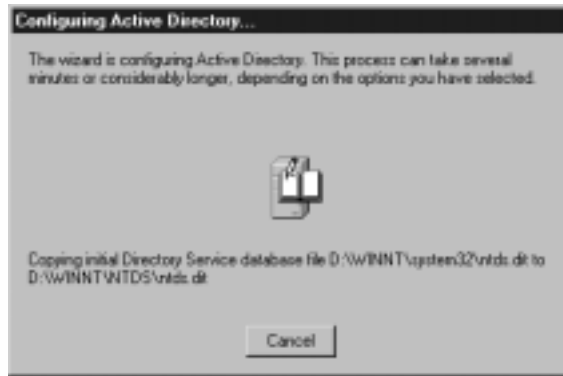 Configuring Active Directory...
The wizard is configuring Active Directory. This process can take several
minutes or considerably longer, depending on the options you have selected.
Copying initial Directory Service database file D:\WINNT\system32\ntds.dit to
D:\WINNT\NTDS\ntds.dit
Cancel